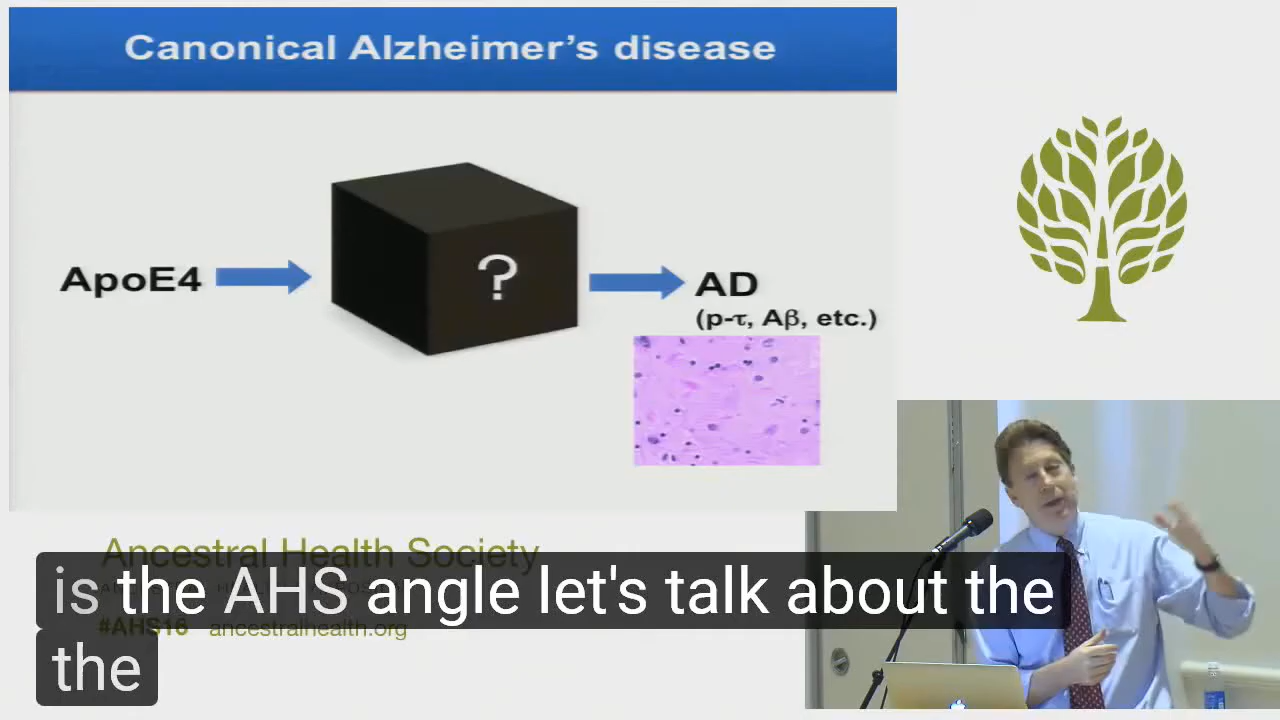 Canonical Alzheimer's disease
ApoE4
?
AD
(p-τ, Aβ, etc.)
Ancestral Health Society
is the AHS angle let's talk about the
#AHS16 ancestralhealth.org
the